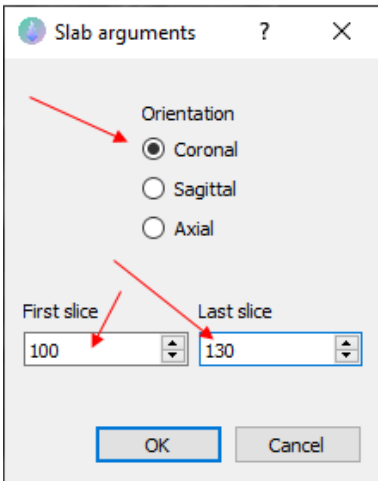 Slab arguments ?
Orientation
Coronal
Sagittal
Axial
First slice Last slice
100 130
OK Cancel